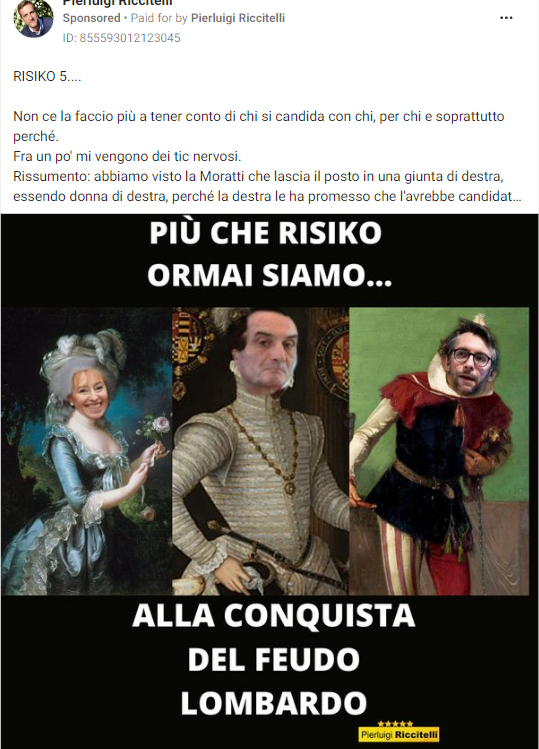 Pierluigi Riccitelli
Sponsored • Paid for by Pierluigi Riccitelli
ID: 855593012123045
RISIKO 5....
Non ce la faccio più a tener conto di chi si candida con chi, per chi e soprattutto
perché.
Fra un po' mi vengono dei tic nervosi.
Rissumento: abbiamo visto la Moratti che lascia il posto in una giunta di destra,
essendo donna di destra, perché la destra le ha promesso che l'avrebbe candidat...
PIÙ CHE RISIKO
ORMAI SIAMO...
ALLA CONQUISTA
DEL FEUDO
LOMBARDO
Pierluigi Riccitelli